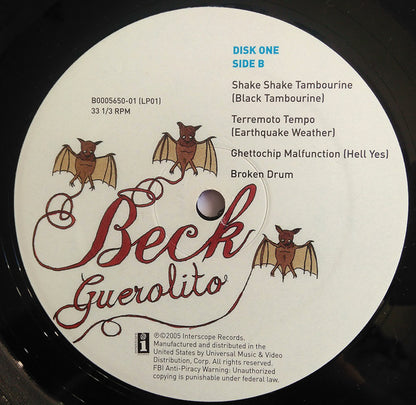 DISK ONE
SIDE B
B0005650-01 (LP01)
33 1/3 RPM
Shake Shake Tambourine
(Black Tambourine)
Terremoto Tempo
(Earthquake Weather)
Ghettochip Malfunction (Hell Yes)
Broken Drum
Beck
Guerolito
i
℗©2005 Interscope Records.
Manufactured and distributed in the
United States by Universal Music & Video
Distribution, Corp. All rights reserved.
FBI Anti-Piracy Warning: Unauthorized
copying is punishable under federal law.